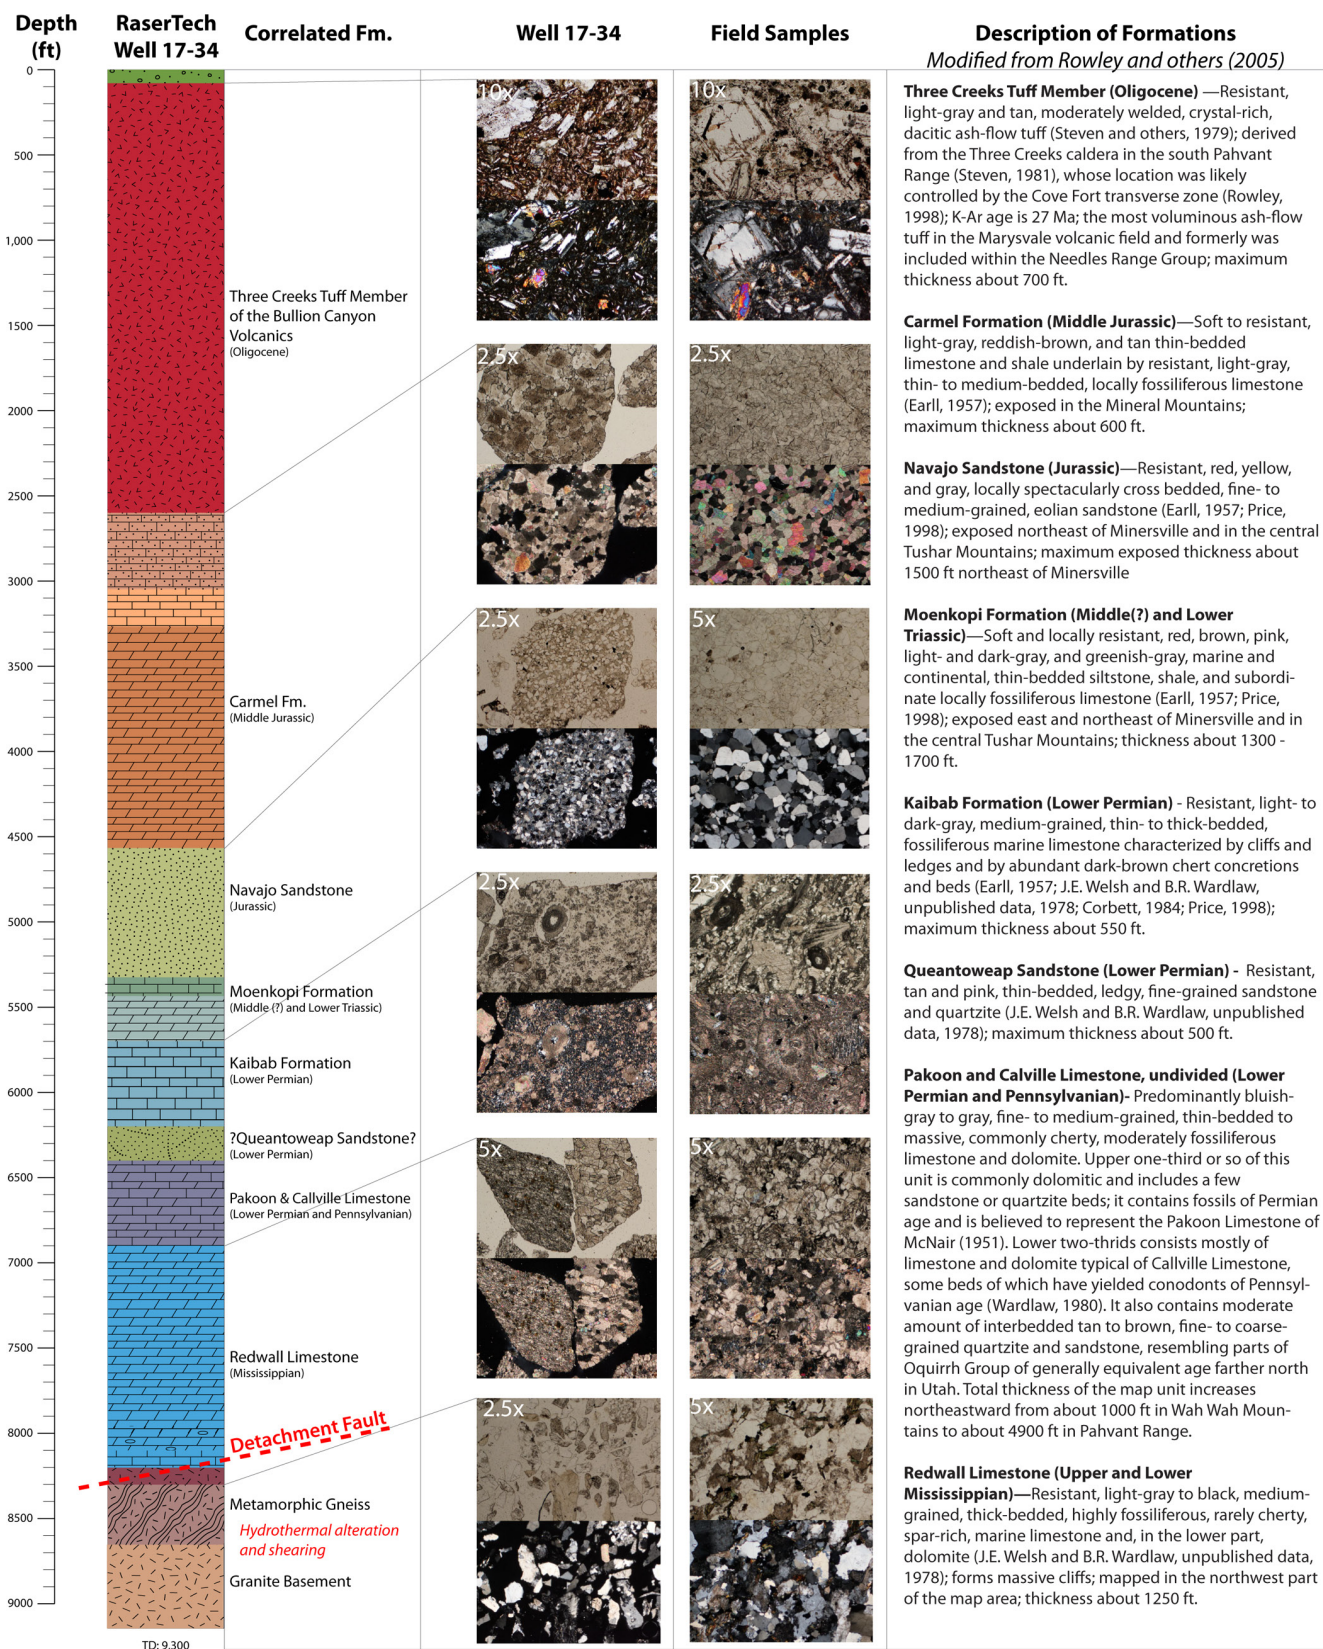 Depth
(ft)
RaserTech
Well 17-34
Correlated Fm.
Well 17-34
Field Samples
Description of Formations
Modified from Rowley and others (2005)
0
500
1,000
1500
2000
2500
3000
3500
4000
4500
5000
5500
6000
6500
7000
7500
8000
8500
9000
TD: 9,300
Three Creeks Tuff Member
of the Bullion Canyon
Volcanics
(Oligocene)
Carmel Fm.
(Middle Jurassic)
Navajo Sandstone
(Jurassic)
Moenkopi Formation
(Middle (?) and Lower Triassic)
Kaibab Formation
(Lower Permian)
?Queantoweap Sandstone?
(Lower Permian)
Pakoon & Callville Limestone
(Lower Permian and Pennsylvanian)
Redwall Limestone
(Mississippian)
Detachment Fault
Metamorphic Gneiss
Hydrothermal alteration
and shearing
Granite Basement
10x
10x
2.5x
2.5x
2.5x
5x
2.5x
2.5x
5x
5x
2.5x
5x
Three Creeks Tuff Member (Oligocene) —Resistant,
light-gray and tan, moderately welded, crystal-rich,
dacitic ash-flow tuff (Steven and others, 1979); derived
from the Three Creeks caldera in the south Pahvant
Range (Steven, 1981), whose location was likely
controlled by the Cove Fort transverse zone (Rowley,
1998); K-Ar age is 27 Ma; the most voluminous ash-flow
tuff in the Marysvale volcanic field and formerly was
included within the Needles Range Group; maximum
thickness about 700 ft.
Carmel Formation (Middle Jurassic)—Soft to resistant,
light-gray, reddish-brown, and tan thin-bedded
limestone and shale underlain by resistant, light-gray,
thin- to medium-bedded, locally fossiliferous limestone
(Earll, 1957); exposed in the Mineral Mountains;
maximum thickness about 600 ft.
Navajo Sandstone (Jurassic)—Resistant, red, yellow,
and gray, locally spectacularly cross bedded, fine- to
medium-grained, eolian sandstone (Earll, 1957; Price,
1998); exposed northeast of Minersville and in the central
Tushar Mountains; maximum exposed thickness about
1500 ft northeast of Minersville
Moenkopi Formation (Middle(?) and Lower
Triassic)—Soft and locally resistant, red, brown, pink,
light- and dark-gray, and greenish-gray, marine and
continental, thin-bedded siltstone, shale, and subordi-
nate locally fossiliferous limestone (Earll, 1957; Price,
1998); exposed east and northeast of Minersville and in
the central Tushar Mountains; thickness about 1300 -
1700 ft.
Kaibab Formation (Lower Permian) - Resistant, light- to
dark-gray, medium-grained, thin- to thick-bedded,
fossiliferous marine limestone characterized by cliffs and
ledges and by abundant dark-brown chert concretions
and beds (Earll, 1957; J.E. Welsh and B.R. Wardlaw,
unpublished data, 1978; Corbett, 1984; Price, 1998);
maximum thickness about 550 ft.
Queantoweap Sandstone (Lower Permian) - Resistant,
tan and pink, thin-bedded, ledgy, fine-grained sandstone
and quartzite (J.E. Welsh and B.R. Wardlaw, unpublished
data, 1978); maximum thickness about 500 ft.
Pakoon and Calville Limestone, undivided (Lower
Permian and Pennsylvanian)- Predominantly bluish-
gray to gray, fine- to medium-grained, thin-bedded to
massive, commonly cherty, moderately fossiliferous
limestone and dolomite. Upper one-third or so of this
unit is commonly dolomitic and includes a few
sandstone or quartzite beds; it contains fossils of Permian
age and is believed to represent the Pakoon Limestone of
McNair (1951). Lower two-thrids consists mostly of
limestone and dolomite typical of Callville Limestone,
some beds of which have yielded conodonts of Pennsyl-
vanian age (Wardlaw, 1980). It also contains moderate
amount of interbedded tan to brown, fine- to coarse-
grained quartzite and sandstone, resembling parts of
Oquirrh Group of generally equivalent age farther north
in Utah. Total thickness of the map unit increases
northeastward from about 1000 ft in Wah Wah Moun-
tains to about 4900 ft in Pahvant Range.
Redwall Limestone (Upper and Lower
Mississippian)—Resistant, light-gray to black, medium-
grained, thick-bedded, highly fossiliferous, rarely cherty,
spar-rich, marine limestone and, in the lower part,
dolomite (J.E. Welsh and B.R. Wardlaw, unpublished data,
1978); forms massive cliffs; mapped in the northwest part
of the map area; thickness about 1250 ft.